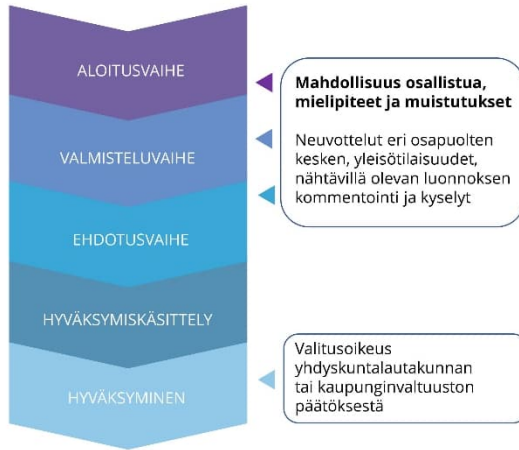 ALOITUSVAIHE
Mahdollisuus osallistua,
mielipiteet ja muistutukset
Neuvottelut eri osapuolten
kesken, yleisötilaisuudet,
nähtävillä olevan luonnoksen
kommentointi ja kyselyt
VALMISTELUVAIHE
EHDOTUSVAIHE
HYVÄKSYMISKÄSITTELY
HYVÄKSYMINEN
Valitusoikeus
yhdyskuntalautakunnan
tai kaupunginvaltuuston
päätöksestä